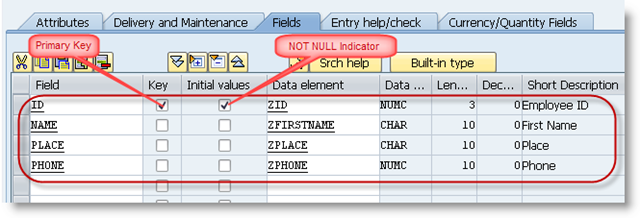 Attributes Delivery and Maintenance Fields Entry help/check Currency/Quantity Fields
Primary Key NOT NULL Indicator
Srch help Built-in type
Field Key Initial values Data element Data ... Len... Dec... Short Description
ID ZID NUMC 3 0 Employee ID
NAME ZFIRSTNAME CHAR 10 0 First Name
PLACE ZPLACE CHAR 10 0 Place
PHONE ZPHONE NUMC 10 0 Phone